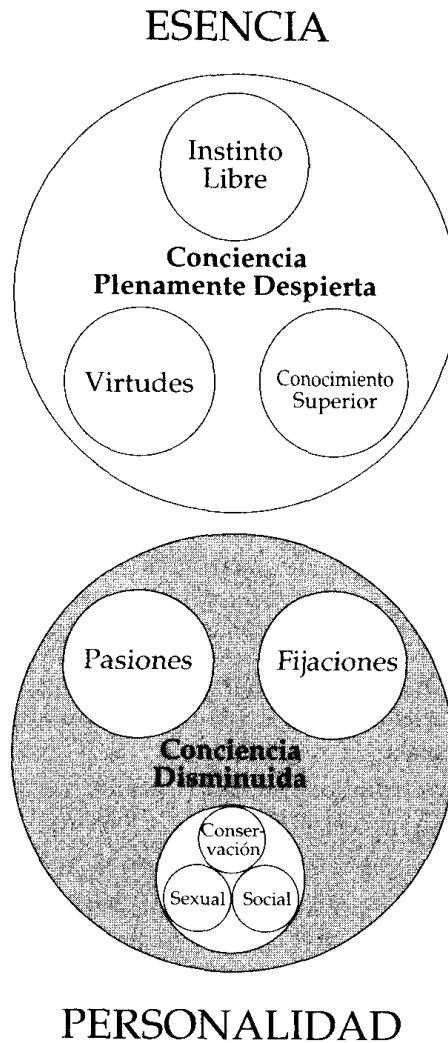 ESENCIA
Instinto
Libre
Conciencia
Plenamente Despierta
Virtudes
Conocimiento
Superior
Pasiones
Fijaciones
Conciencia
Disminuida
Conser-
vación
Sexual
Social
PERSONALIDAD